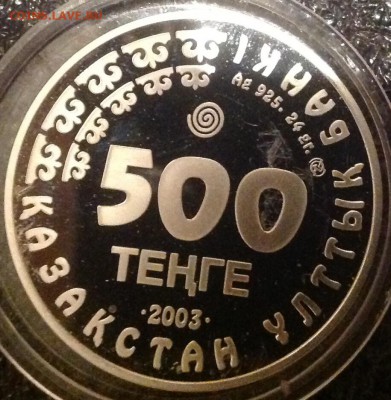 ҚАЗАҚСТАН ҰЛТТЫҚ БАНКІ
Ag 925. 24 gr.
500
ТЕҢГЕ
·2003·